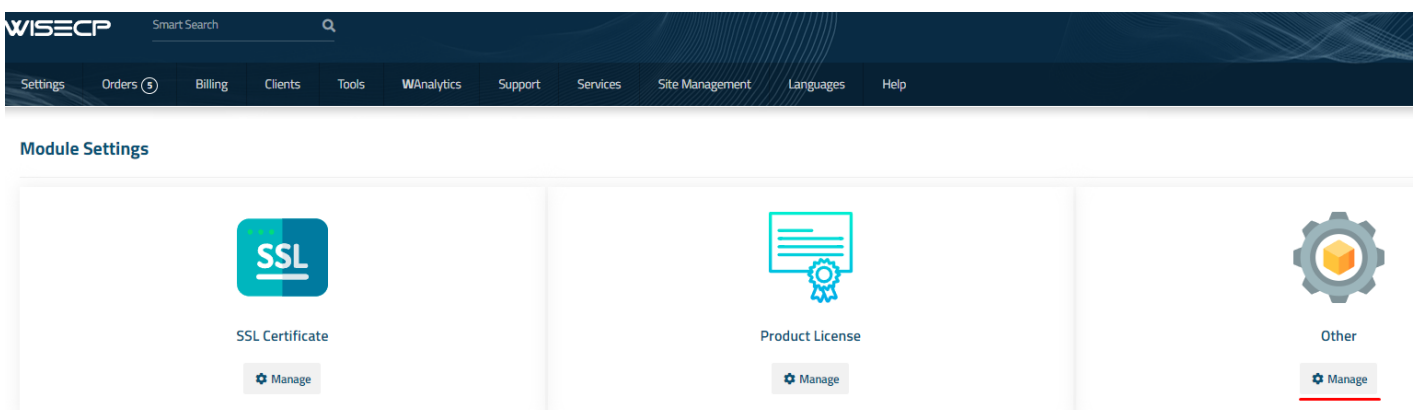 WISECP Smart Search
Settings Orders 5 Billing Clients Tools WAnalytics Support Services Site Management Languages Help
Module Settings
SSL
SSL Certificate Product License Other
Manage Manage Manage